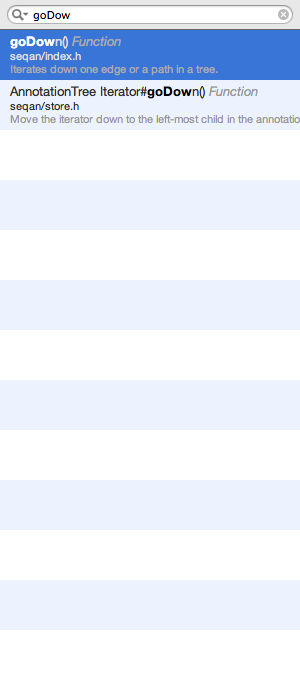 goDow
goDown() Function
seqan/index.h
Iterates down one edge or a path in a tree.
AnnotationTree Iterator#goDown() Function
seqan/store.h
Move the iterator down to the left-most child in the annotatio